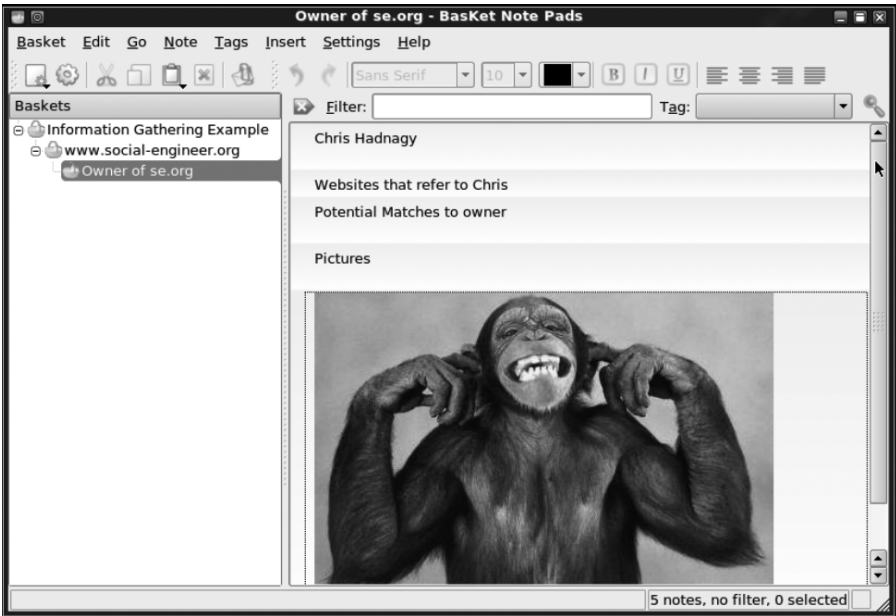 Owner of se.org - BasKet Note Pads
Basket Edit Go Note Tags Insert Settings Help
Sans Serif 10 B I U
Baskets
Filter: Tag:
Information Gathering Example
www.social-engineer.org
Owner of se.org
Chris Hadnagy
Websites that refer to Chris
Potential Matches to owner
Pictures
5 notes, no filter, 0 selected